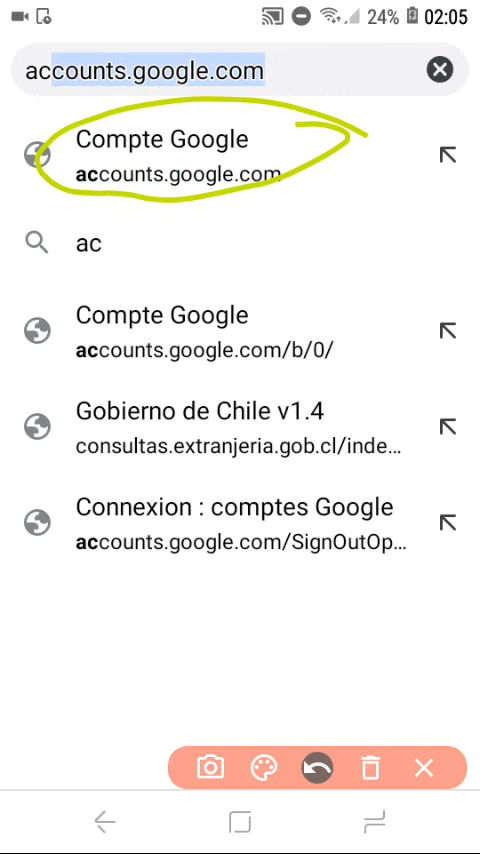 24% 02:05
accounts.google.com
Compte Google
accounts.google.com
ac
Compte Google
accounts.google.com/b/0/
Gobierno de Chile v1.4
consultas.extranjeria.gob.cl/inde...
Connexion : comptes Google
accounts.google.com/SignOutOp...